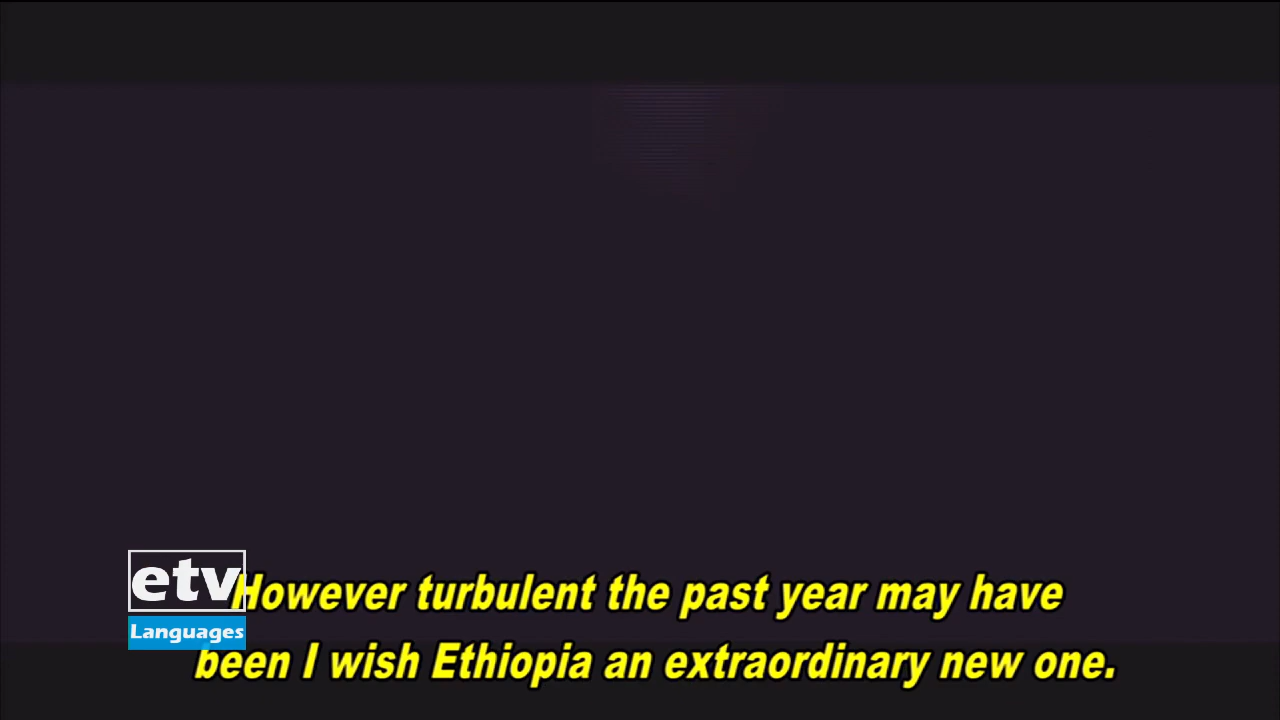 etv
Languages
However turbulent the past year may have
been I wish Ethiopia an extraordinary new one.